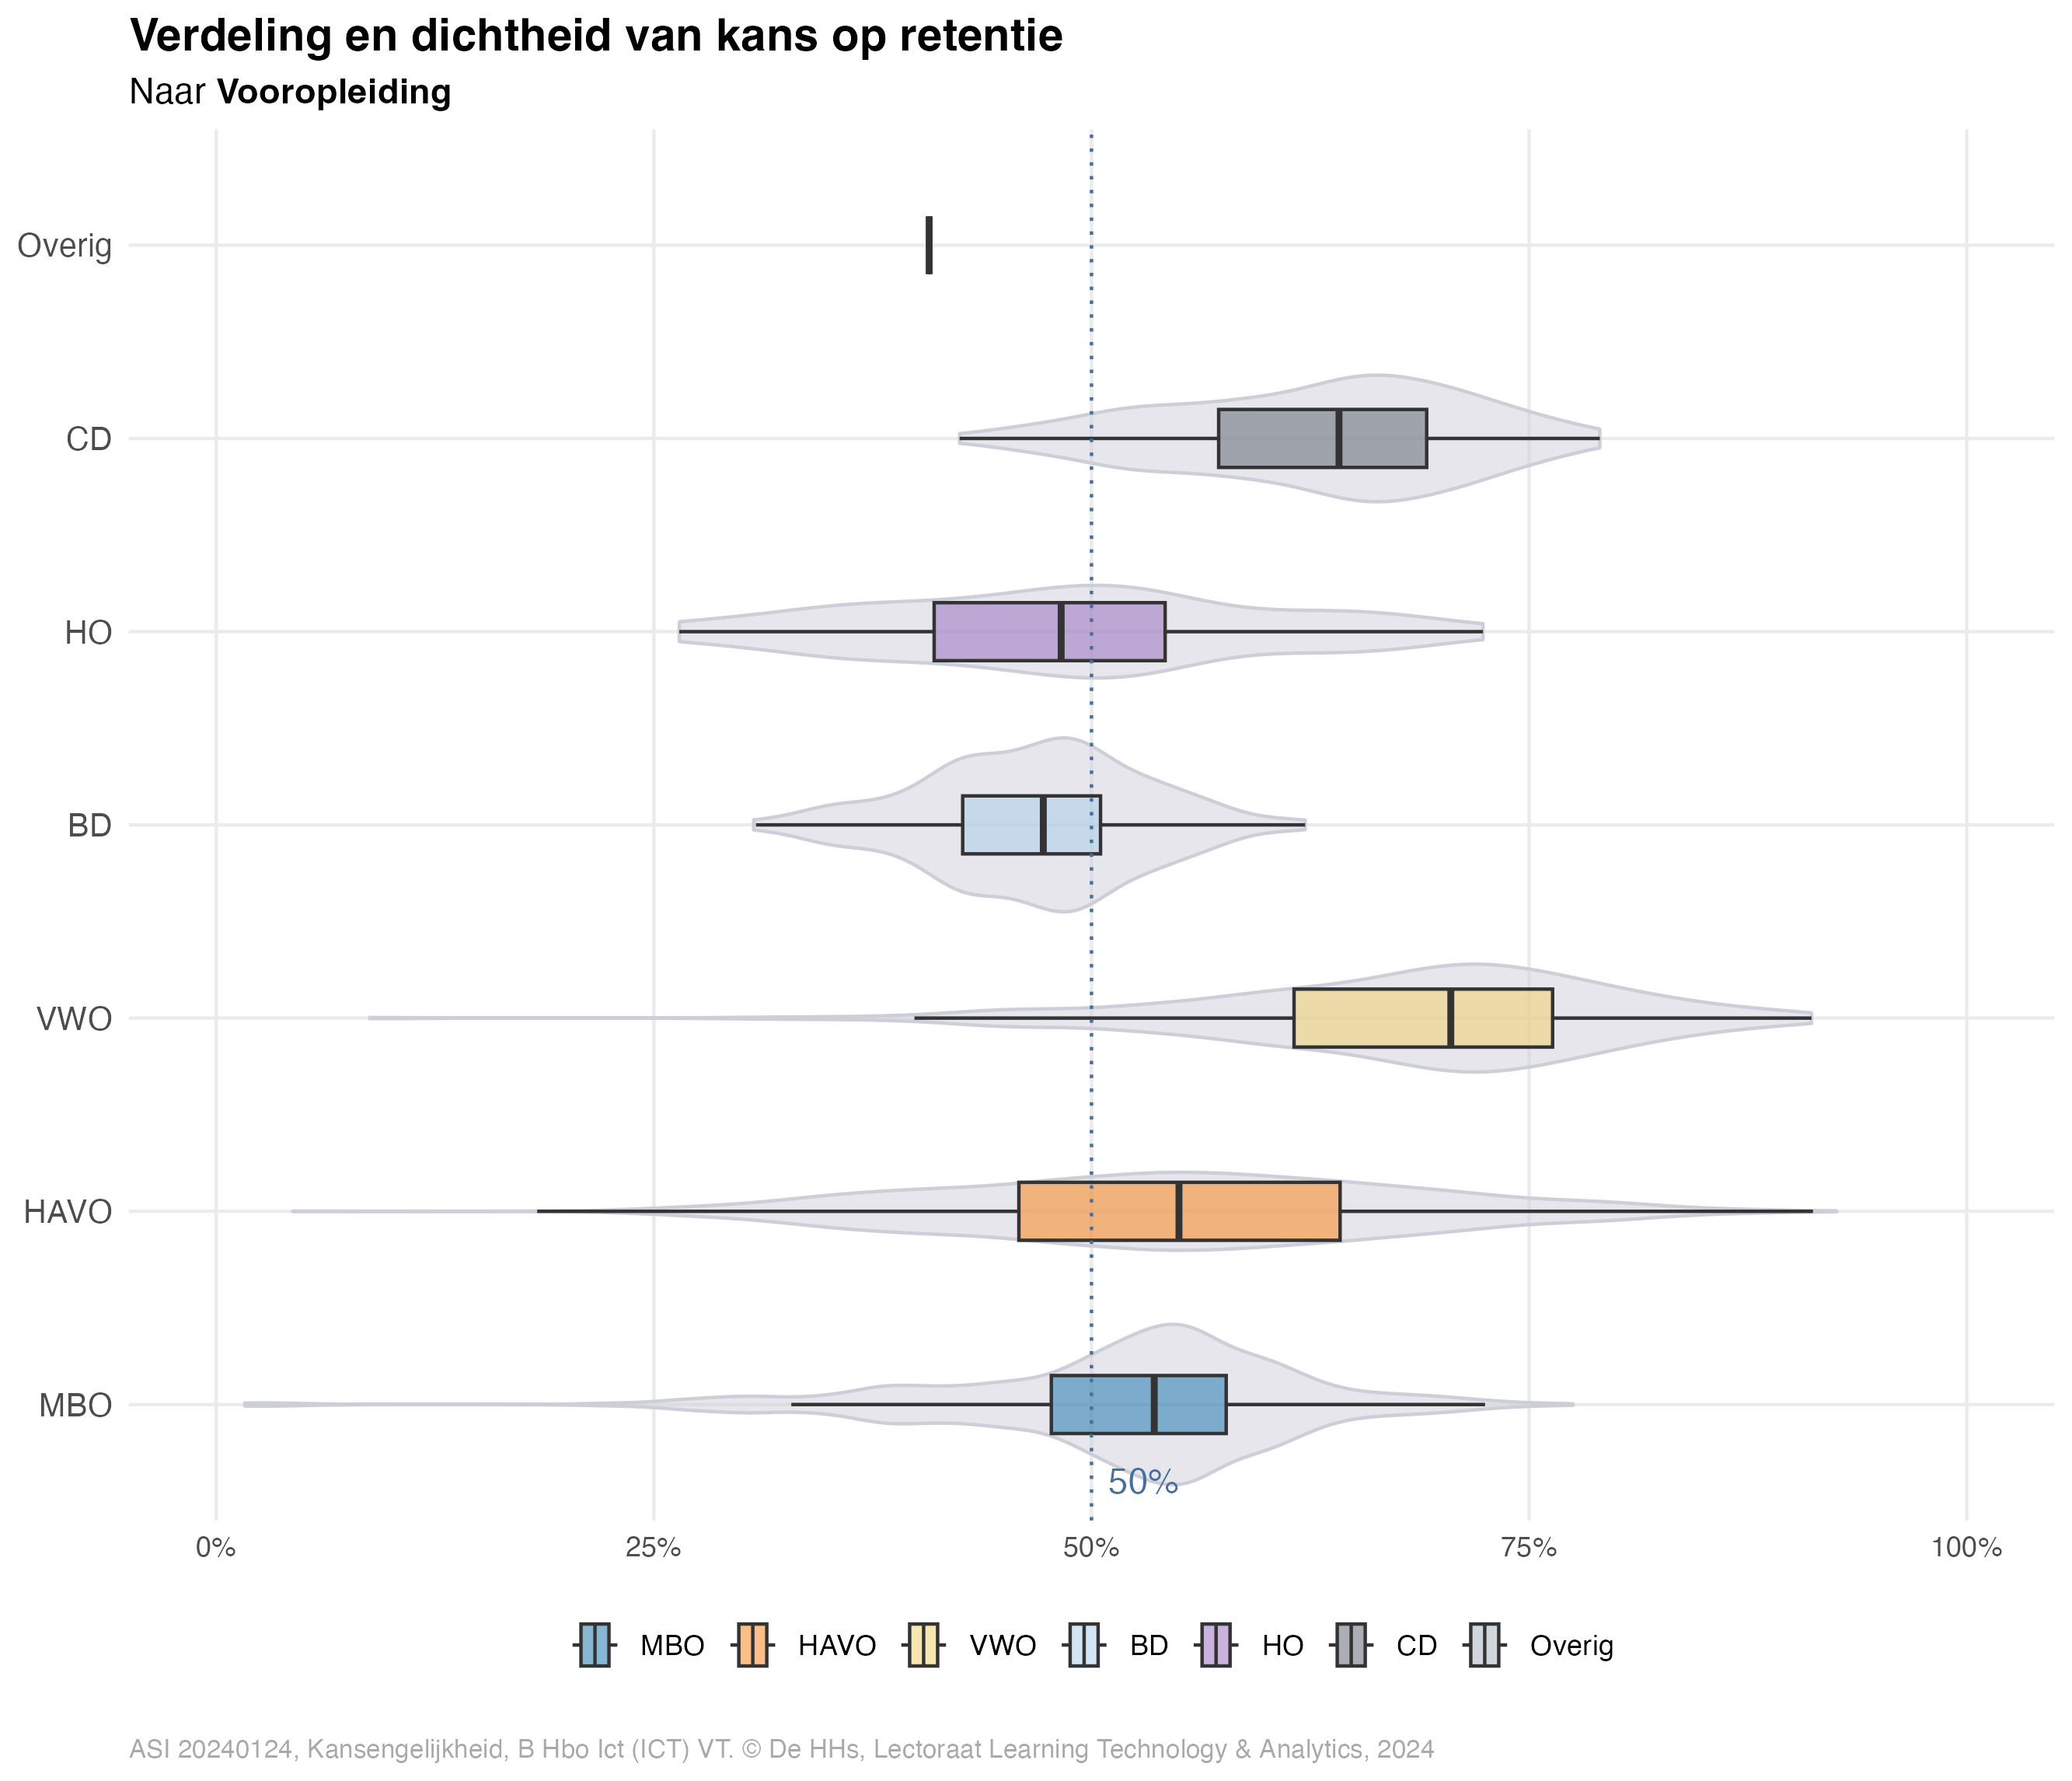 Verdeling en dichtheid van kans op retentie
Naar Vooropleiding
Overig
CD
HO
BD
VWO
HAVO
MBO
50%
0% 25% 50% 75% 100%
MBO HAVO VWO BD HO CD Overig
ASI 20240124, Kansengelijkheid, B Hbo Ict (ICT) VT. © De HHs, Lectoraat Learning Technology & Analytics, 2024